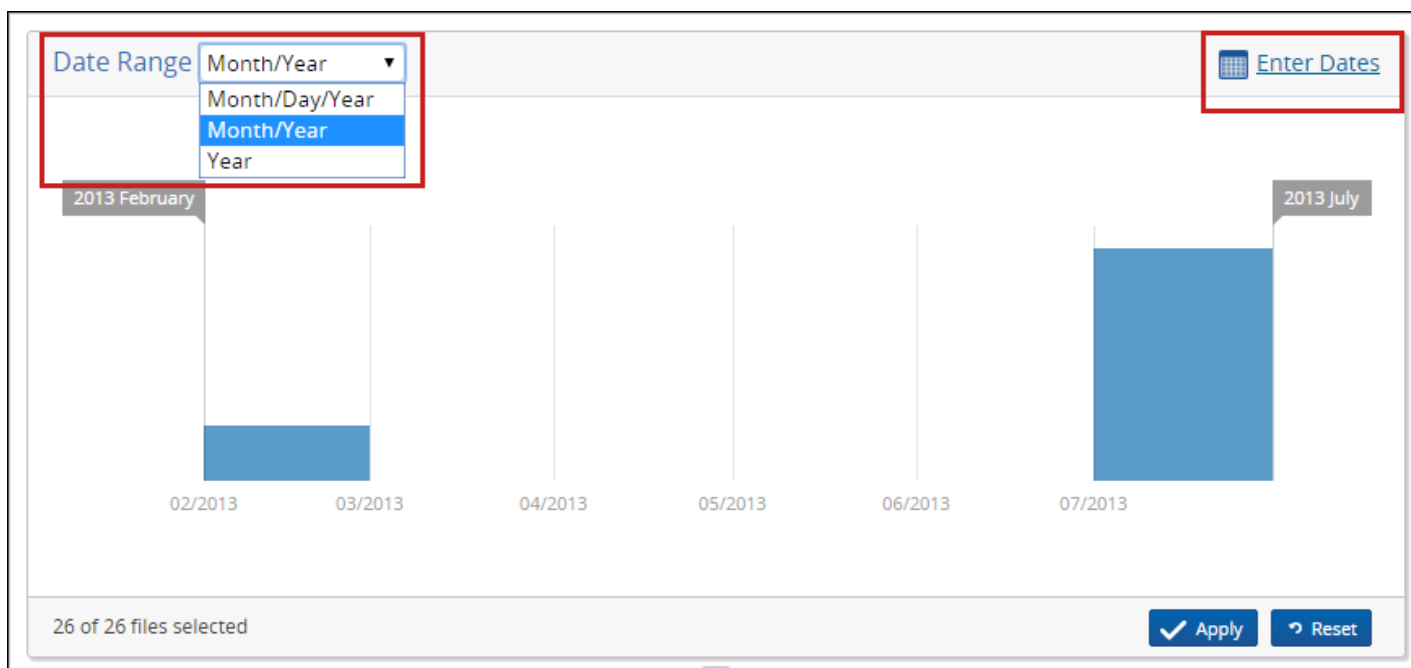 Date Range Month/Year Enter Dates
Month/Day/Year
Month/Year
Year
2013 February 2013 July
02/2013 03/2013 04/2013 05/2013 06/2013 07/2013
26 of 26 files selected Apply Reset